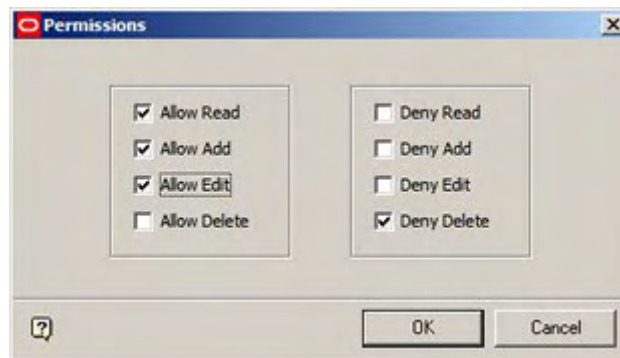 Permissions
Allow Read
Allow Add
Allow Edit
Allow Delete
Deny Read
Deny Add
Deny Edit
Deny Delete
OK
Cancel